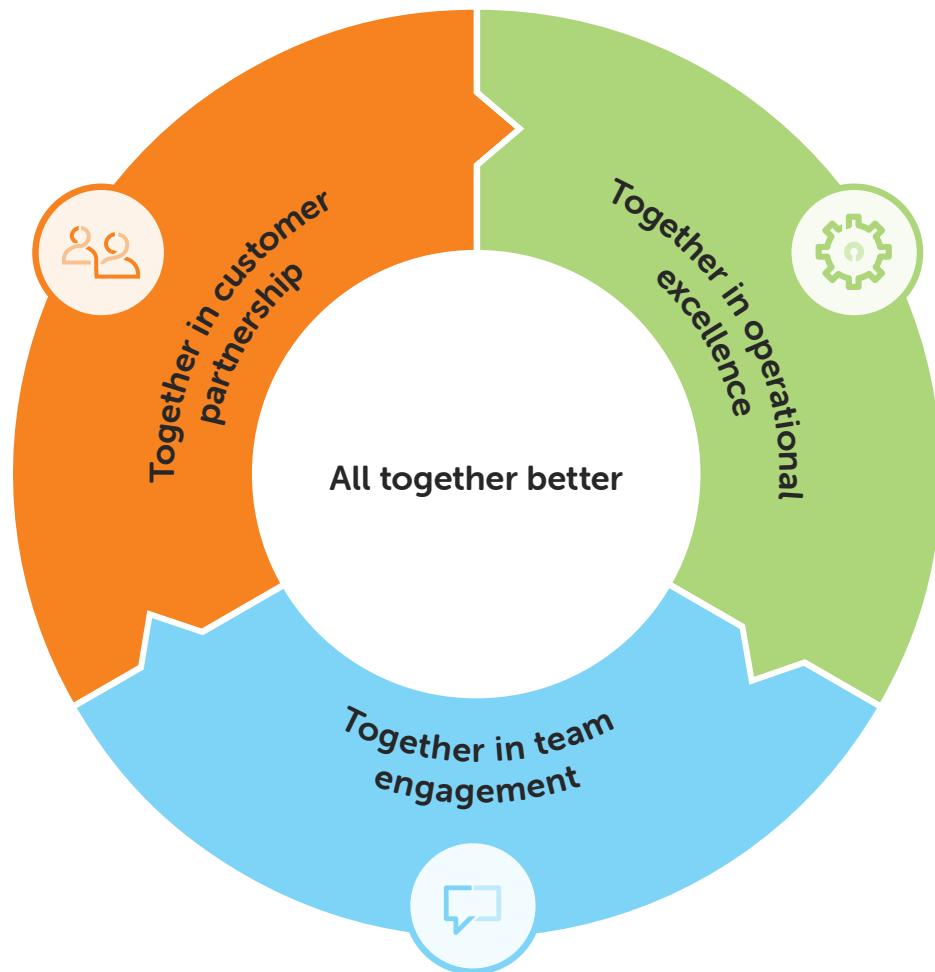 Together in customer
partnership
Together in operational
excellence
All together better
Together in team
engagement